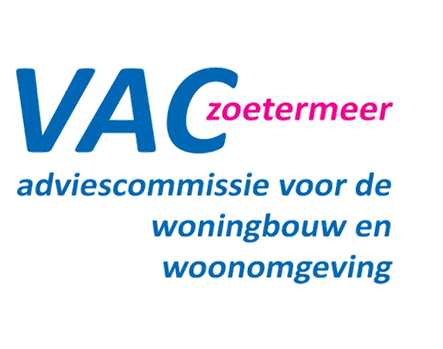 VAC zoetermeer
adviescommissie voor de
woningbouw en
woonomgeving